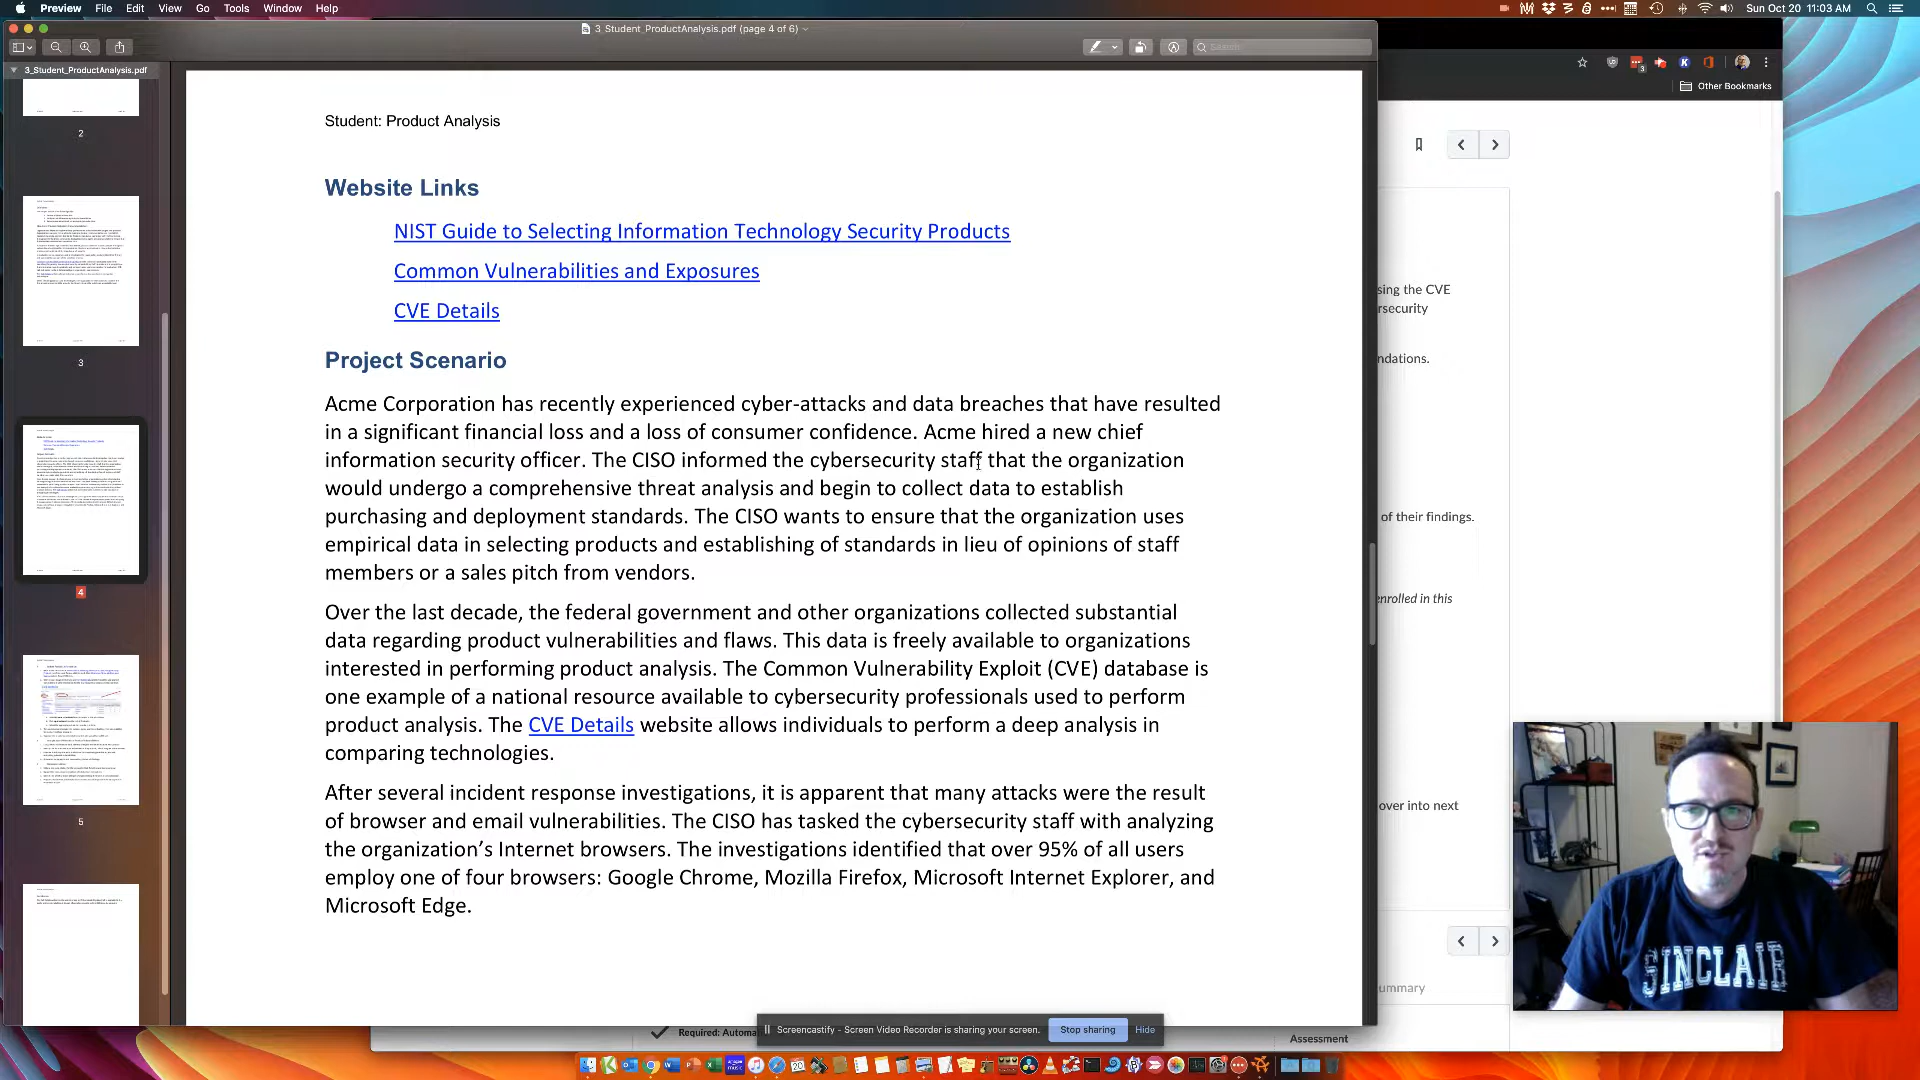 Preview File Edit View Go Tools Window Help
Sun Oct 20 11:03 AM
3_Student_ProductAnalysis.pdf (page 4 of 6)
Search
3_Student_ProductAnalysis.pdf
Other Bookmarks
2
3
4
5
Student: Product Analysis
Website Links
NIST Guide to Selecting Information Technology Security Products
Common Vulnerabilities and Exposures
CVE Details
Project Scenario
Acme Corporation has recently experienced cyber-attacks and data breaches that have resulted
in a significant financial loss and a loss of consumer confidence. Acme hired a new chief
information security officer. The CISO informed the cybersecurity staff that the organization
would undergo a comprehensive threat analysis and begin to collect data to establish
purchasing and deployment standards. The CISO wants to ensure that the organization uses
empirical data in selecting products and establishing of standards in lieu of opinions of staff
members or a sales pitch from vendors.
Over the last decade, the federal government and other organizations collected substantial
data regarding product vulnerabilities and flaws. This data is freely available to organizations
interested in performing product analysis. The Common Vulnerability Exploit (CVE) database is
one example of a national resource available to cybersecurity professionals used to perform
product analysis. The CVE Details website allows individuals to perform a deep analysis in
comparing technologies.
After several incident response investigations, it is apparent that many attacks were the result
of browser and email vulnerabilities. The CISO has tasked the cybersecurity staff with analyzing
the organization's Internet browsers. The investigations identified that over 95% of all users
employ one of four browsers: Google Chrome, Mozilla Firefox, Microsoft Internet Explorer, and
Microsoft Edge.
sing the CVE
rsecurity
ndations.
of their findings.
enrolled in this
over into next
ummary
Assessment
SINCLAIR
Required: Automa
Screencastify - Screen Video Recorder is sharing your screen. Stop sharing Hide